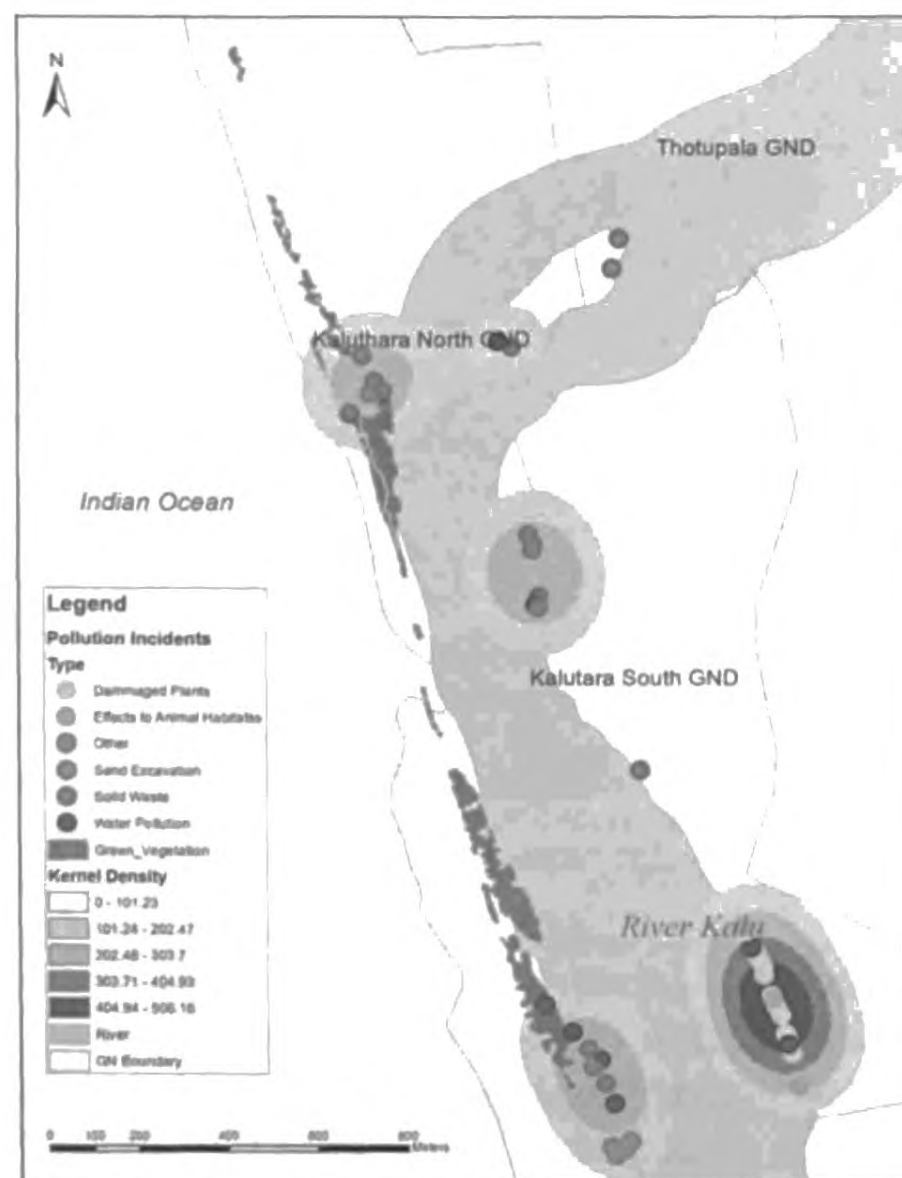 N
Thotupala GND
Kaluthara North GND
Indian Ocean
Kalutara South GND
River Kalu
Legend
Pollution Incidents
Type
Dammaged Plants
Effects to Animal Habitates
Other
Sand Excavation
Solid Waste
Water Pollution
Green_Vegetation
Kernel Density
0 - 101.23
101.24 - 202.47
202.48 - 303.7
303.71 - 404.93
404.94 - 506.16
River
GN Boundary
0 100 200 400 600 800
Meters